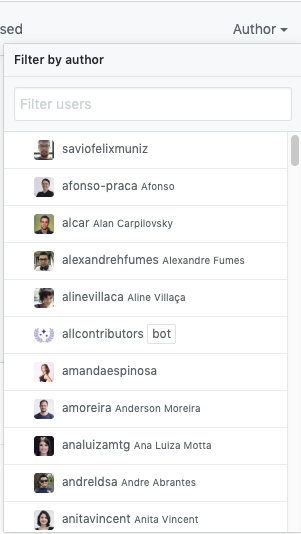 sed
Author
Filter by author
Filter users
saviofelixmuniz
afonso-praca Afonso
alcar Alan Carpilovsky
alexandrehfumes Alexandre Fumes
alinevillaca Aline Villaça
allcontributors bot
amandaespinosa
amoreira Anderson Moreira
analuizamtg Ana Luiza Motta
andreldsa Andre Abrantes
anitavincent Anita Vincent